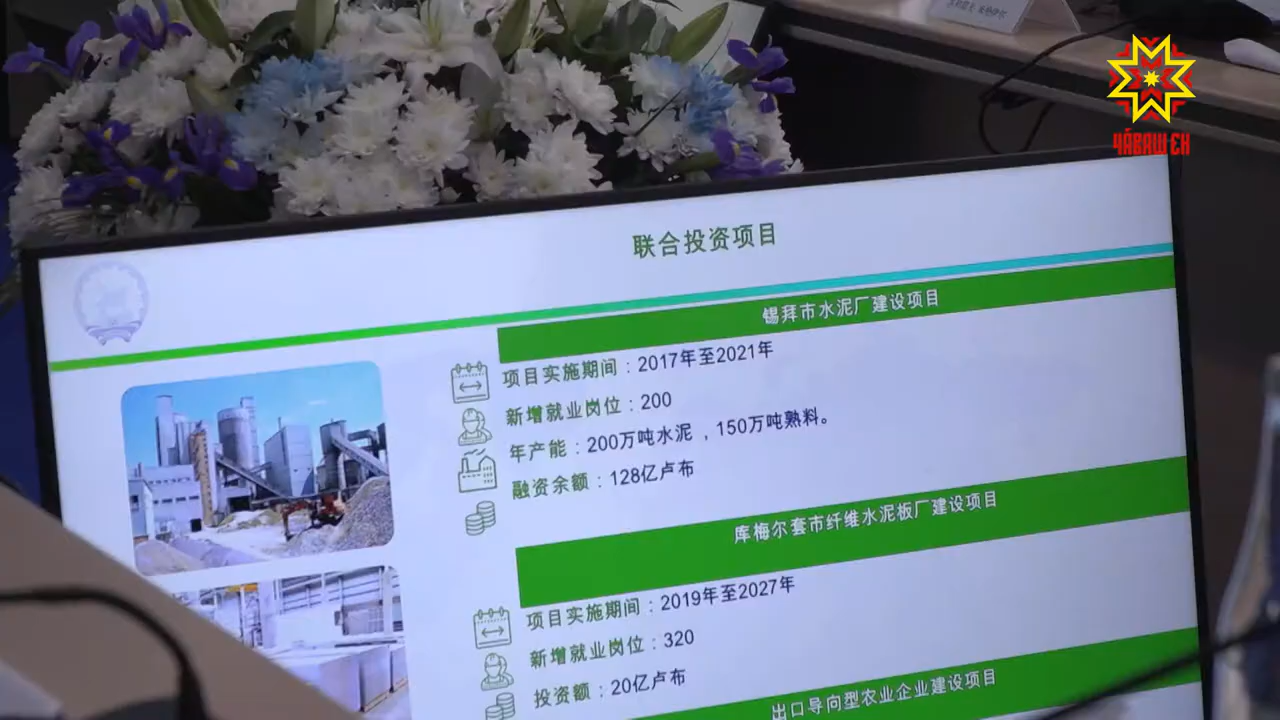 ЧӐВАШ ЕН
联合投资项目
锡拜市水泥厂建设项目
项目实施期间：2017年至2021年
新增就业岗位：200
年产能：200万吨水泥，150万吨熟料。
融资余额：128亿卢布
库梅尔套市纤维水泥板厂建设项目
项目实施期间：2019年至2027年
新增就业岗位：320
投资额：20亿卢布
出口导向型农业企业建设项目